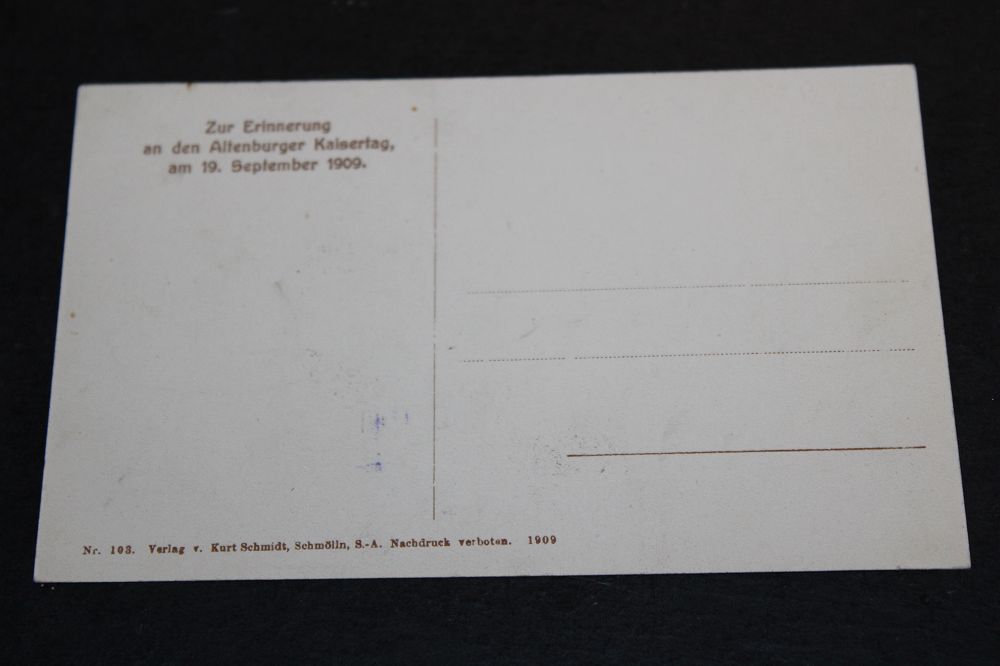 Zur Erinnerung
an den Altenburger Kaisertag,
am 19. September 1909.
Nr. 103. Verlag v. Kurt Schmidt, Schmölln, S.-A. Nachdruck verboten. 1909